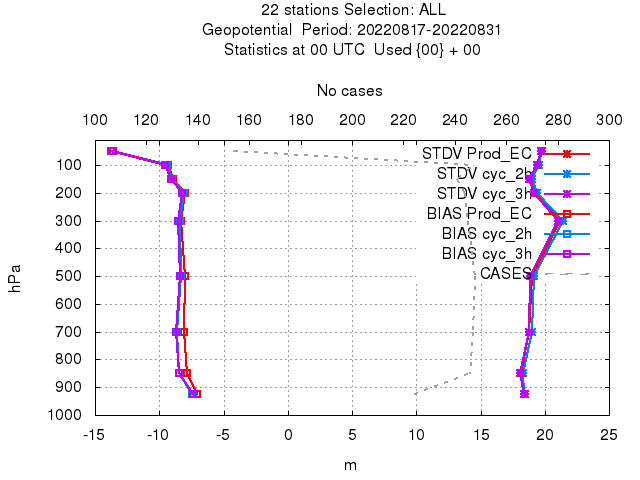 22 stations Selection: ALL
Geopotential  Period: 20220817-20220831
Statistics at 00 UTC  Used {00} + 00
No cases
100 120 140 160 180 200 220 240 260 280 300
STDV Prod_EC
STDV cyc_2h
STDV cyc_3h
BIAS Prod_EC
BIAS cyc_2h
BIAS cyc_3h
CASES
100
200
300
400
500
600
700
800
900
1000
hPa
-15 -10 -5 0 5 10 15 20 25
m